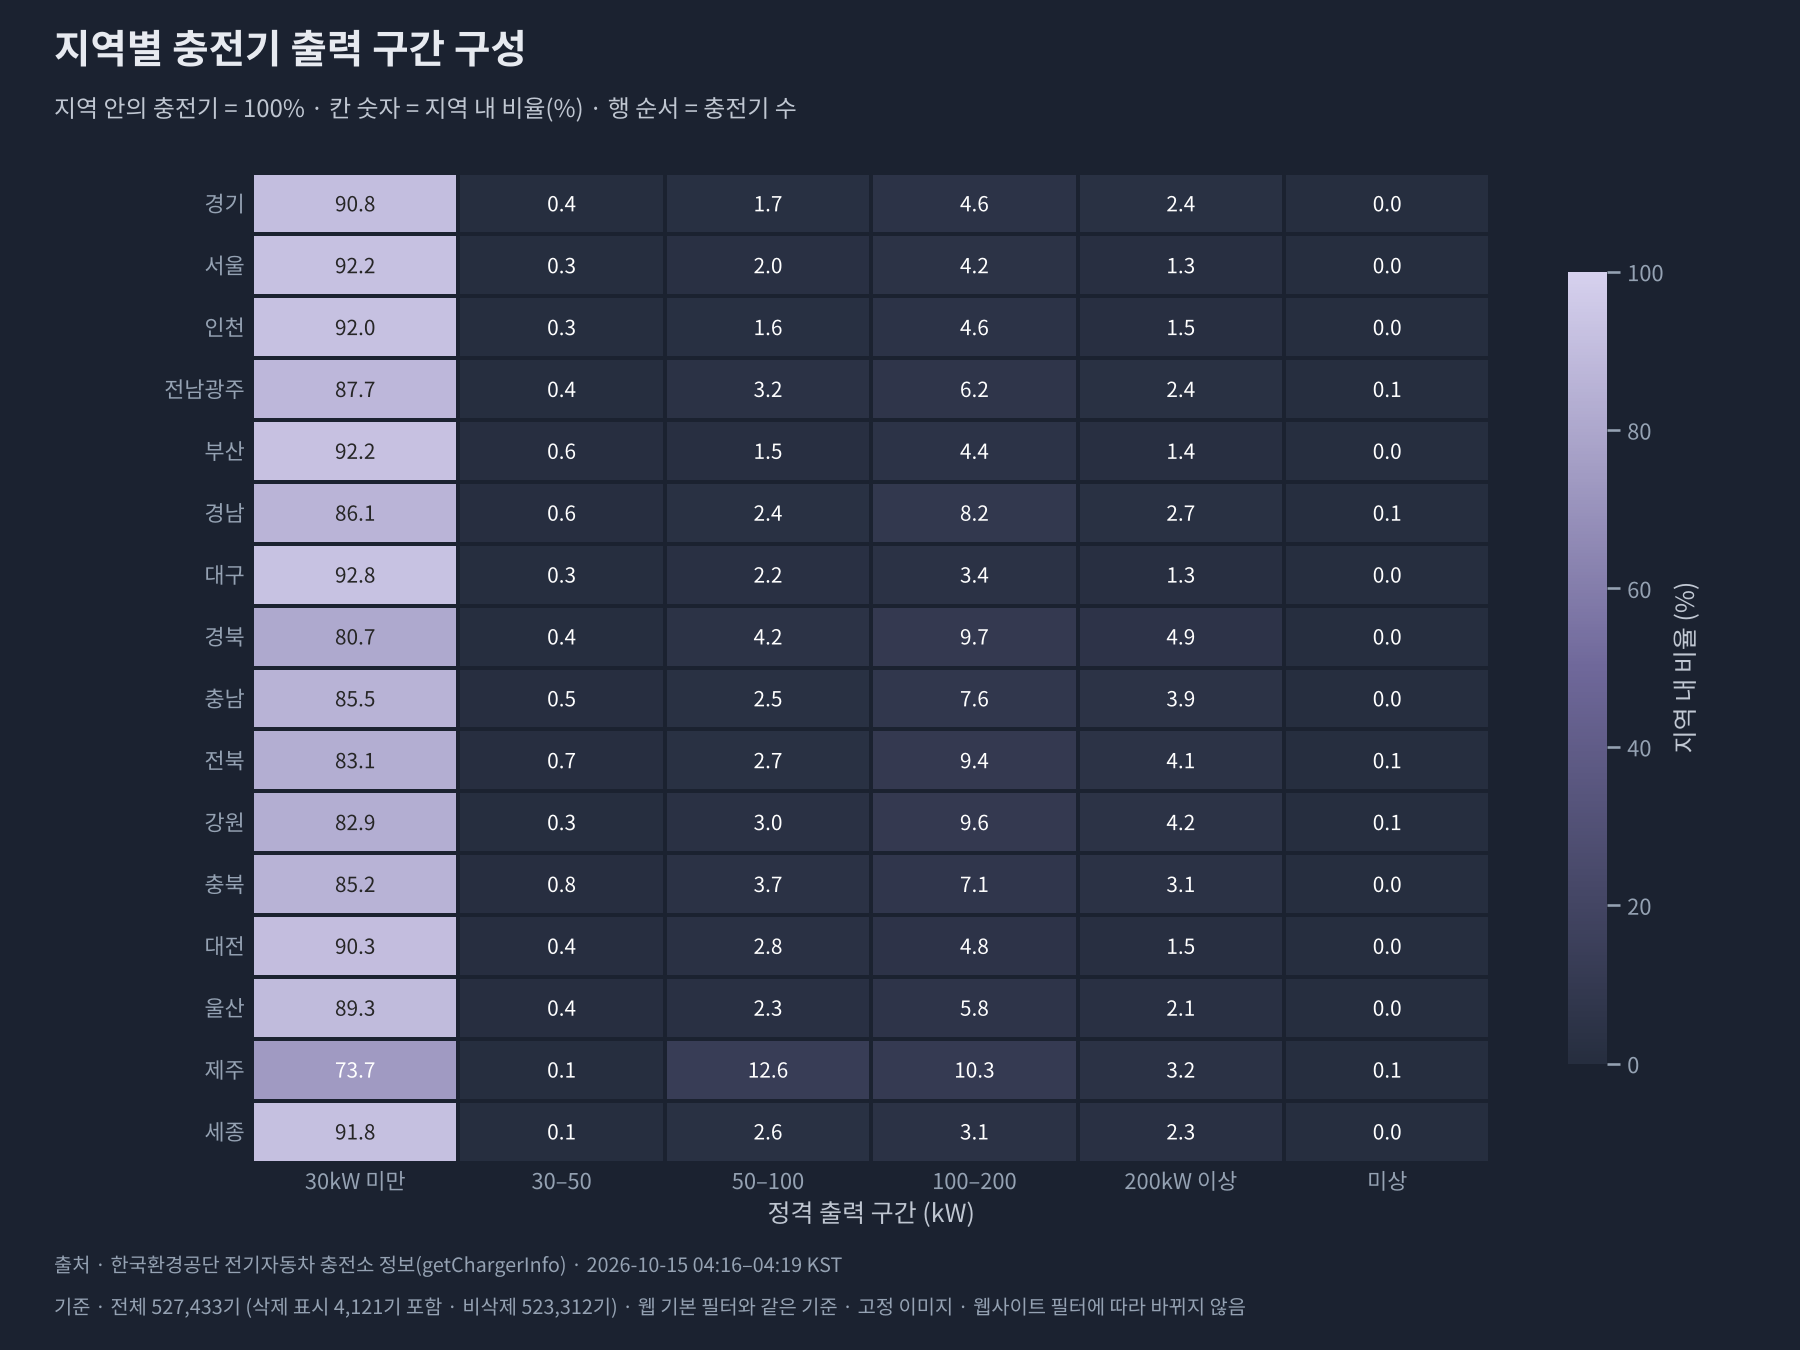 지역별 충전기 출력 구간 구성
지역 안의 충전기 = 100% · 칸 숫자 = 지역 내 비율(%) · 행 순서 = 충전기 수
경기 90.8 0.4 1.7 4.6 2.4 0.0
서울 92.2 0.3 2.0 4.2 1.3 0.0
인천 92.0 0.3 1.6 4.6 1.5 0.0
전남광주 87.7 0.4 3.2 6.2 2.4 0.1
부산 92.2 0.6 1.5 4.4 1.4 0.0
경남 86.1 0.6 2.4 8.2 2.7 0.1
대구 92.8 0.3 2.2 3.4 1.3 0.0
경북 80.7 0.4 4.2 9.7 4.9 0.0
충남 85.5 0.5 2.5 7.6 3.9 0.0
전북 83.1 0.7 2.7 9.4 4.1 0.1
강원 82.9 0.3 3.0 9.6 4.2 0.1
충북 85.2 0.8 3.7 7.1 3.1 0.0
대전 90.3 0.4 2.8 4.8 1.5 0.0
울산 89.3 0.4 2.3 5.8 2.1 0.0
제주 73.7 0.1 12.6 10.3 3.2 0.1
세종 91.8 0.1 2.6 3.1 2.3 0.0
30kW 미만 30–50 50–100 100–200 200kW 이상 미상
정격 출력 구간 (kW)
100
80
60
40
20
0
지역 내 비율 (%)
출처 · 한국환경공단 전기자동차 충전소 정보(getChargerInfo) · 2026-10-15 04:16–04:19 KST
기준 · 전체 527,433기 (삭제 표시 4,121기 포함 · 비삭제 523,312기) · 웹 기본 필터와 같은 기준 · 고정 이미지 · 웹사이트 필터에 따라 바뀌지 않음